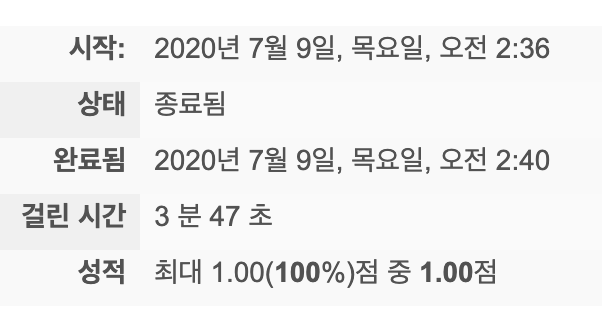 시작: 2020년 7월 9일, 목요일, 오전 2:36
상태 종료됨
완료됨 2020년 7월 9일, 목요일, 오전 2:40
걸린 시간 3 분 47 초
성적 최대 1.00(100%)점 중 1.00점